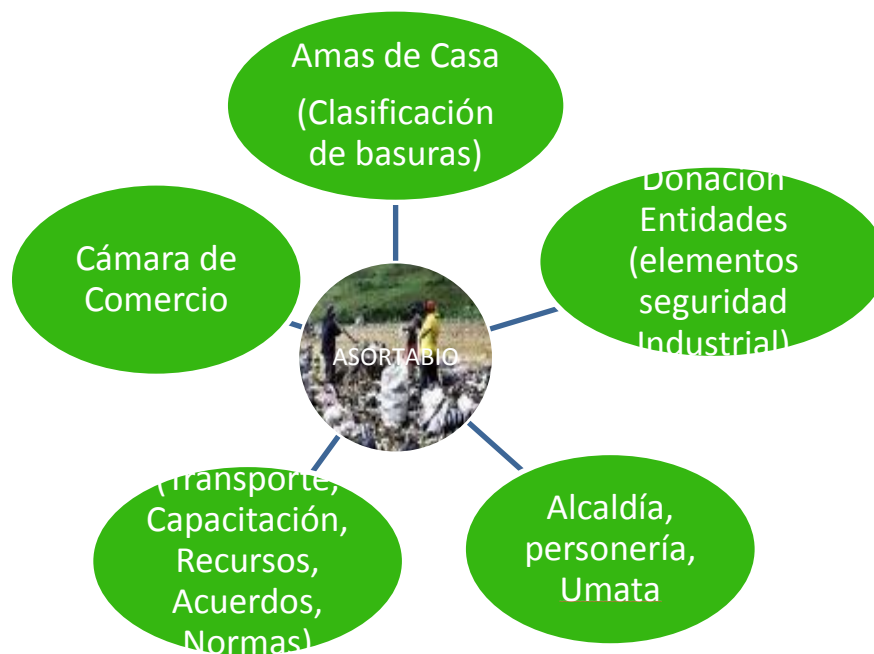 Amas de Casa
(Clasificación
de basuras)
Donación
Entidades
(elementos
seguridad
Industrial)
Cámara de
Comercio
ASORTABIO
(Transporte,
Capacitación,
Recursos,
Acuerdos,
Normas)
Alcaldía,
personería,
Umata